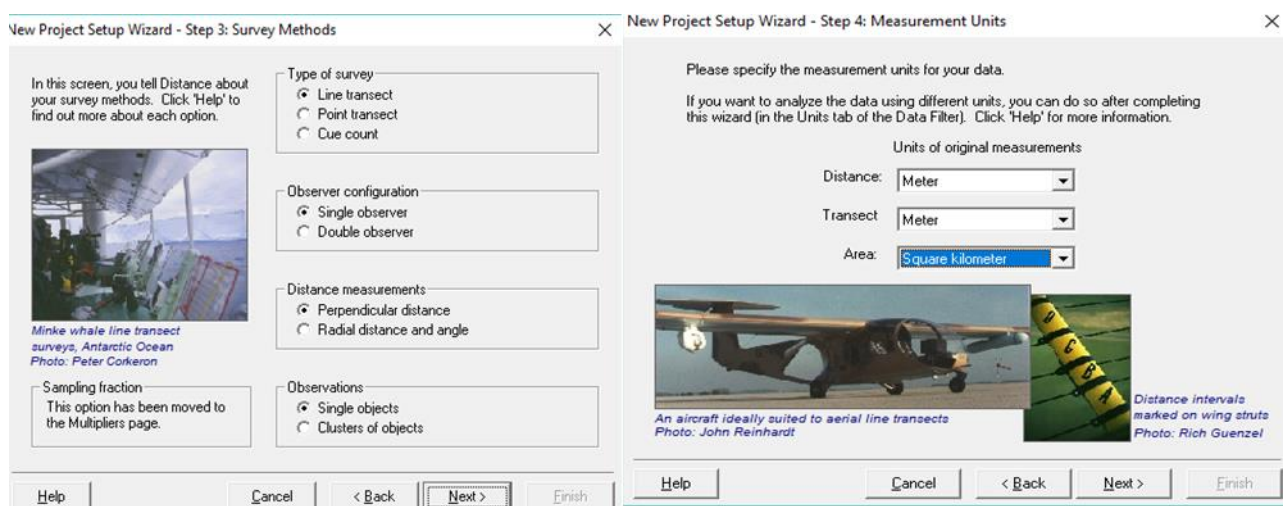 New Project Setup Wizard - Step 3: Survey Methods
In this screen, you tell Distance about
your survey methods. Click 'Help' to
find out more about each option.
Minke whale line transect
surveys, Antarctic Ocean
Photo: Peter Corkeron
Sampling fraction
This option has been moved to
the Multipliers page.
Type of survey
Line transect
Point transect
Cue count
Observer configuration
Single observer
Double observer
Distance measurements
Perpendicular distance
Radial distance and angle
Observations
Single objects
Clusters of objects
Help
Cancel
< Back
Next >
Finish
New Project Setup Wizard - Step 4: Measurement Units
Please specify the measurement units for your data.
If you want to analyze the data using different units, you can do so after completing
this wizard (in the Units tab of the Data Filter). Click 'Help' for more information.
Units of original measurements
Distance: Meter
Transect Meter
Area: Square kilometer
An aircraft ideally suited to aerial line transects
Photo: John Reinhardt
D
C
B
A
Distance intervals
marked on wing struts
Photo: Rich Guenzel
Help
Cancel
< Back
Next >
Finish